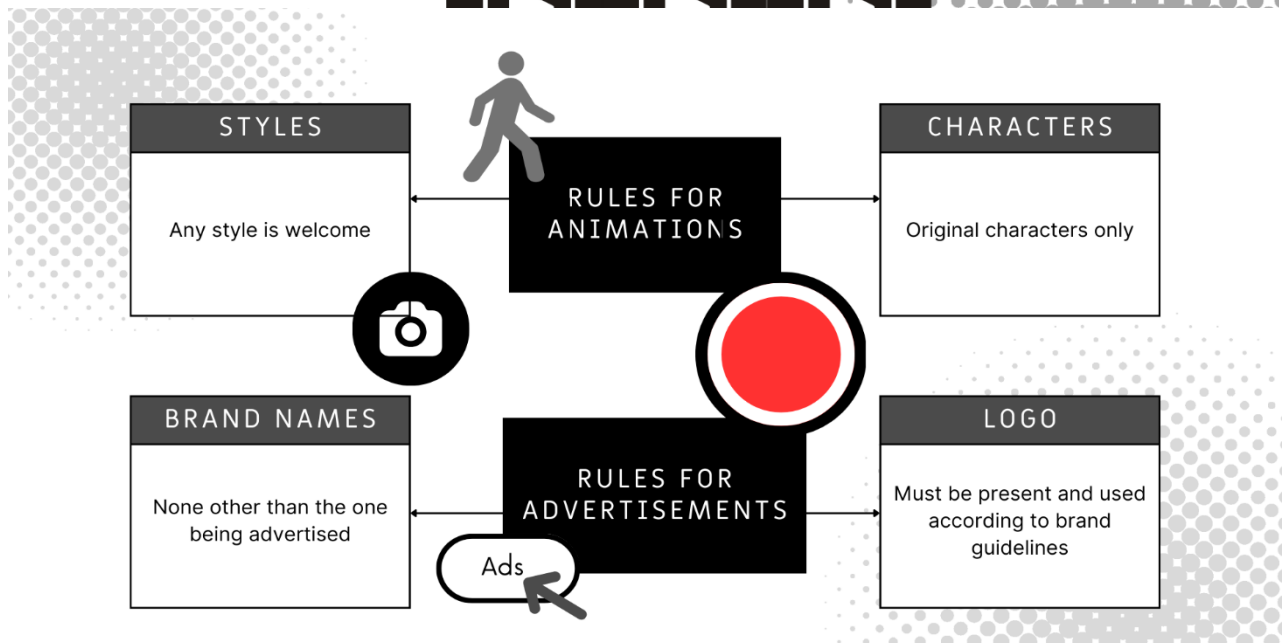 STYLES
Any style is welcome
RULES FOR
ANIMATIONS
CHARACTERS
Original characters only
BRAND NAMES
None other than the one
being advertised
RULES FOR
ADVERTISEMENTS
Ads
LOGO
Must be present and used
according to brand
guidelines